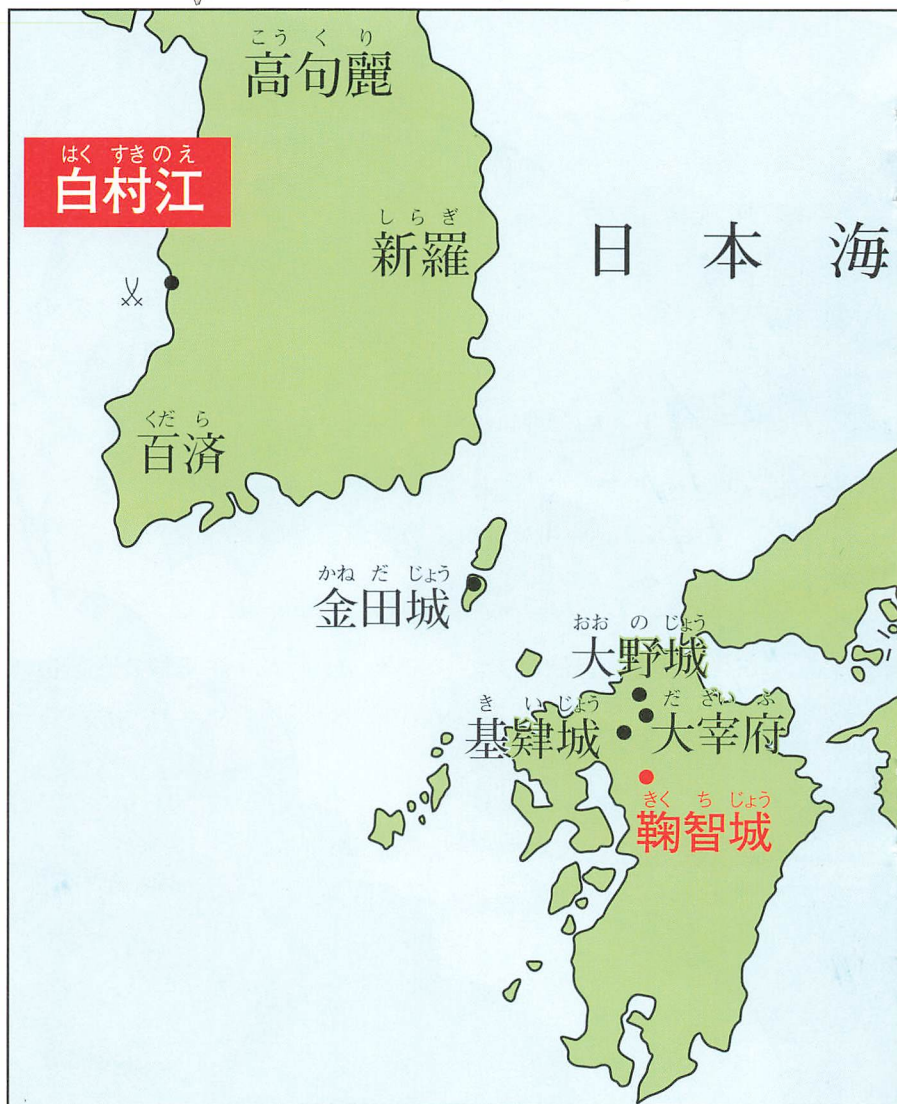 こうくり
高句麗
はくすきのえ
白村江
しらぎ
新羅
日本海
くだら
百済
かねだじょう
金田城
おおのじょう
大野城
だざいふ
大宰府
きいじょう
基肄城
きくちじょう
鞠智城